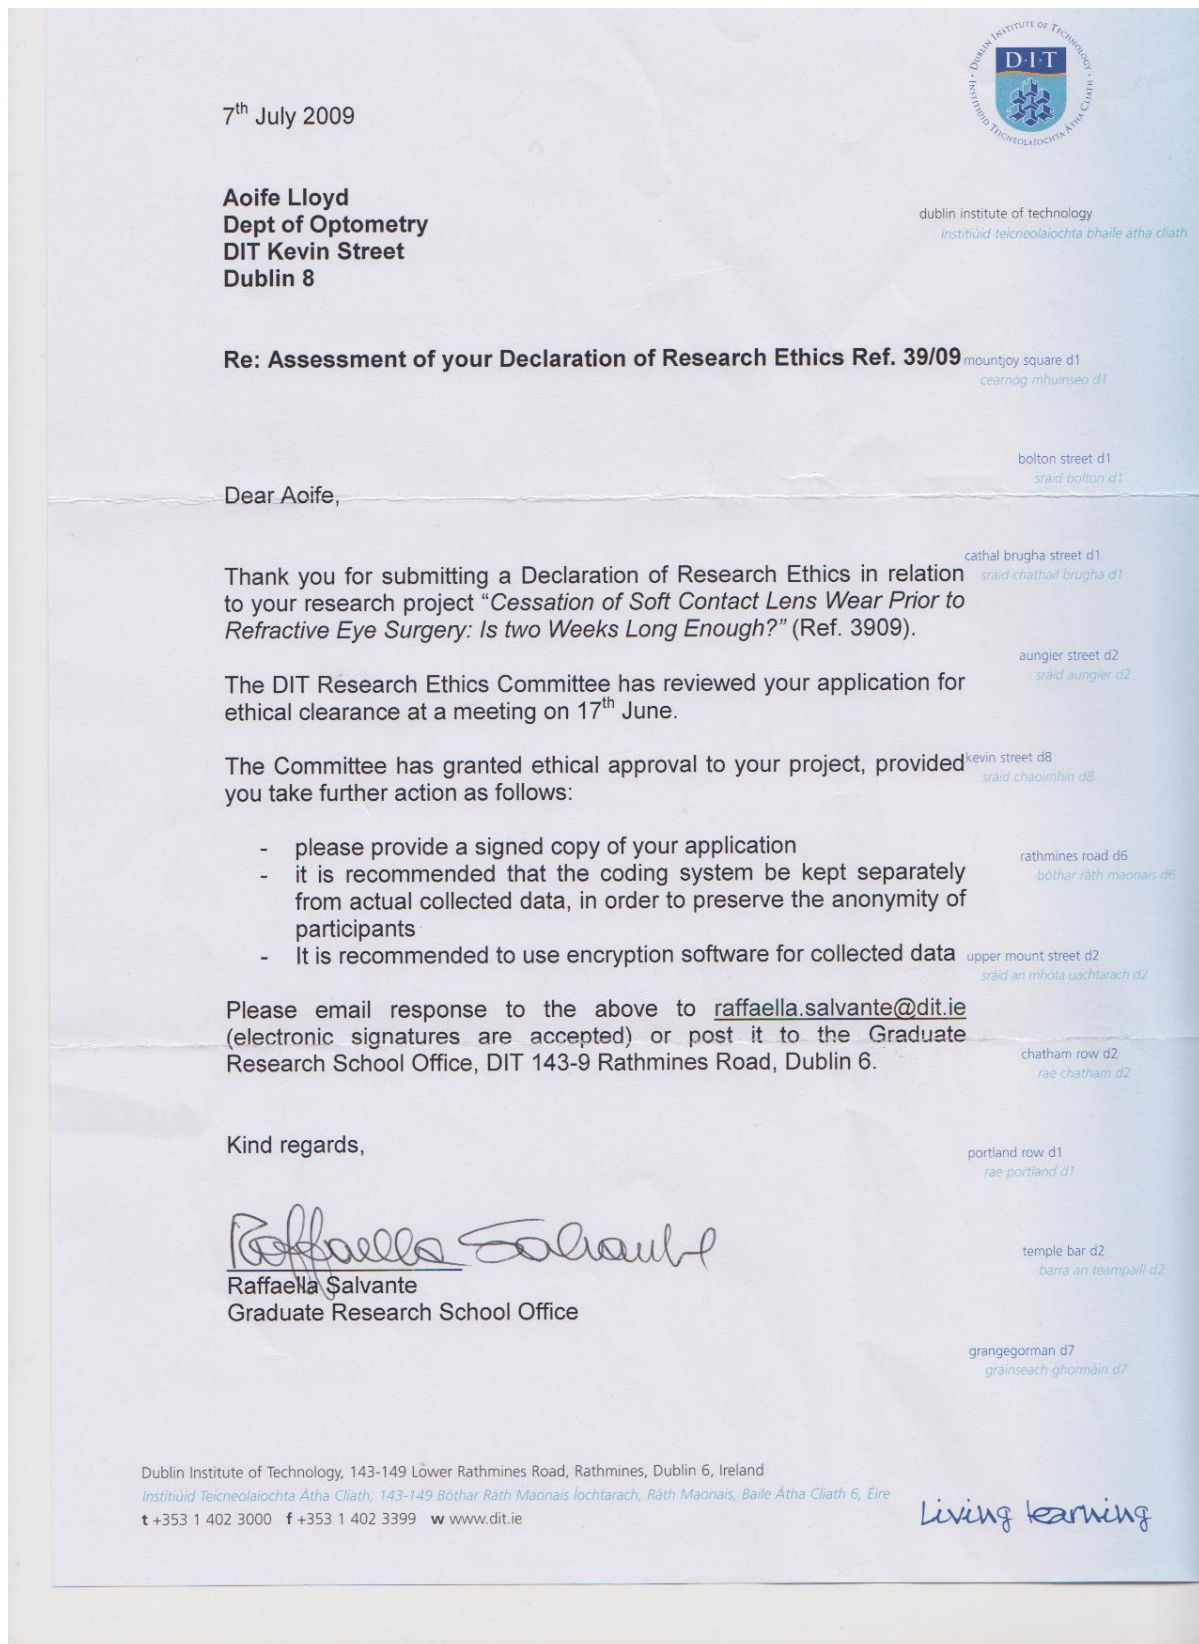 DUBLIN INSTITUTE OF TECHNOLOGY • INSTITIÚID TEICNEOLAÍOCHTA ÁTHA CLIATH •
D·I·T
7th July 2009
Aoife Lloyd
Dept of Optometry
DIT Kevin Street
Dublin 8
dublin institute of technology
institiúid teicneolaíochta bhaile átha cliath
Re: Assessment of your Declaration of Research Ethics Ref. 39/09
mountjoy square d1
cearnóg mhuinseo d1
bolton street d1
sráid bolton d1
Dear Aoife,
cathal brugha street d1
sráid chathail brugha d1
Thank you for submitting a Declaration of Research Ethics in relation
to your research project “Cessation of Soft Contact Lens Wear Prior to
Refractive Eye Surgery: Is two Weeks Long Enough?” (Ref. 3909).
aungier street d2
sráid aungier d2
The DIT Research Ethics Committee has reviewed your application for
ethical clearance at a meeting on 17th June.
kevin street d8
sráid chaoimhín d8
The Committee has granted ethical approval to your project, provided
you take further action as follows:
- please provide a signed copy of your application
- it is recommended that the coding system be kept separately
from actual collected data, in order to preserve the anonymity of
participants
- It is recommended to use encryption software for collected data
rathmines road d6
bóthar ráth maonais d6
upper mount street d2
sráid an mhóta uachtarach d2
Please email response to the above to raffaella.salvante@dit.ie
(electronic signatures are accepted) or post it to the Graduate
Research School Office, DIT 143-9 Rathmines Road, Dublin 6.
chatham row d2
rae chatham d2
Kind regards,
portland row d1
rae portland d1
Raffaella Salvante
Raffaella Salvante
Graduate Research School Office
temple bar d2
barra an teampaill d2
grangegorman d7
gráinseach ghormáin d7
Dublin Institute of Technology, 143-149 Lower Rathmines Road, Rathmines, Dublin 6, Ireland
Institiúid Teicneolaíochta Átha Cliath, 143-149 Bóthar Ráth Maonais Íochtarach, Ráth Maonais, Baile Átha Cliath 6, Éire
t +353 1 402 3000 f +353 1 402 3399 w www.dit.ie
Living learning